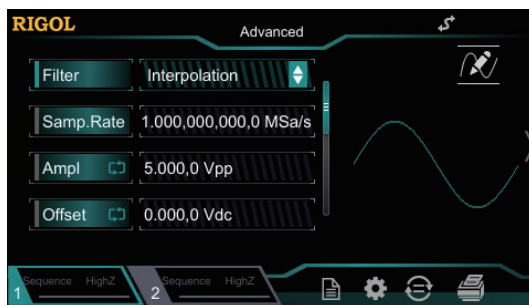 RIGOL
Advanced
Filter Interpolation
Samp.Rate 1.000,000,000,0 MSa/s
Ampl 5.000,0 Vpp
Offset 0.000,0 Vdc
1 Sequence HighZ 2 Sequence HighZ